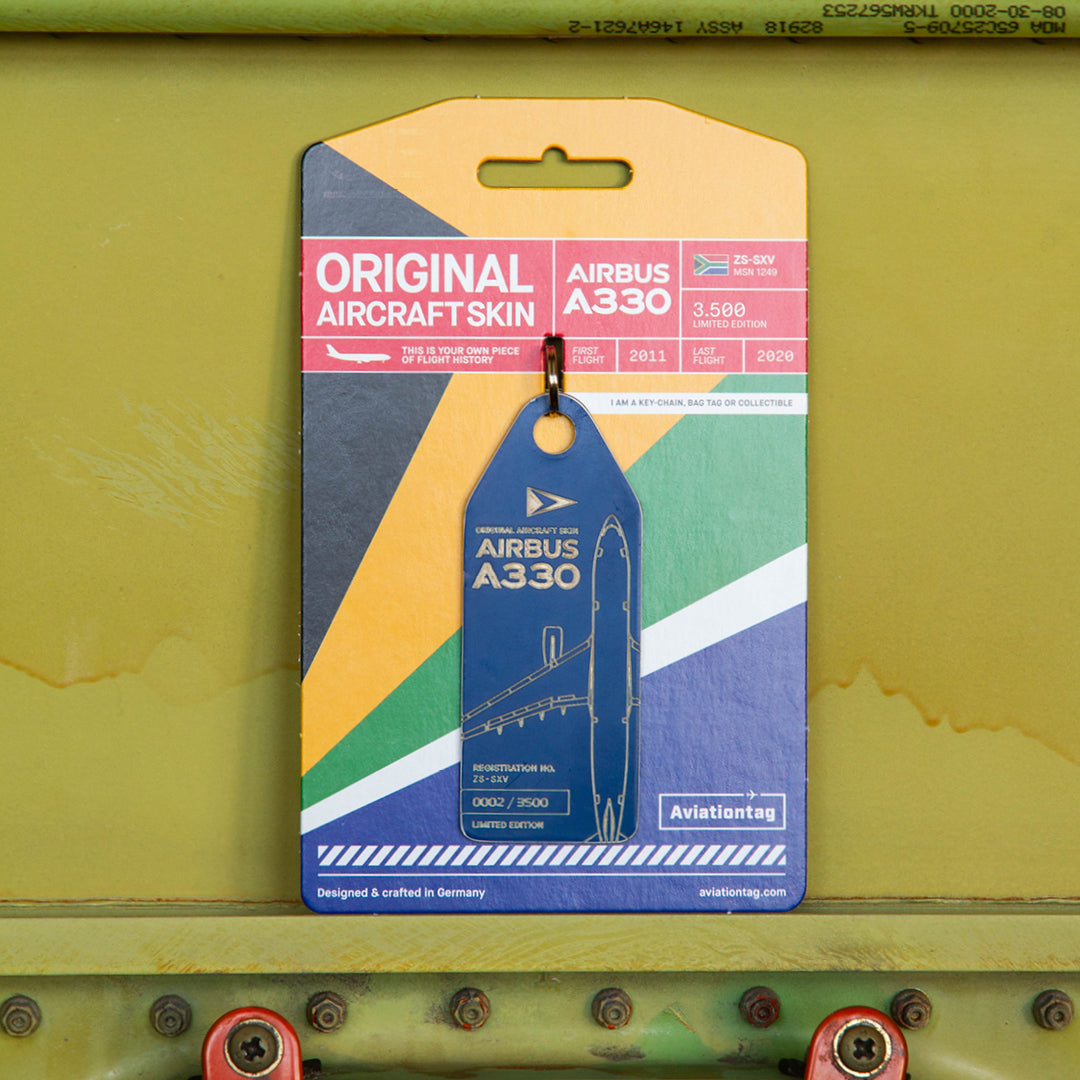 MDA 65C25709-5 82918 ASSY 146A7621-2
08-30-2000 TKRW567253
ORIGINAL
AIRCRAFT SKIN
AIRBUS
A330
ZS-SXV
MSN 1249
3.500
LIMITED EDITION
THIS IS YOUR OWN PIECE
OF FLIGHT HISTORY
FIRST
FLIGHT
2011
LAST
FLIGHT
2020
I AM A KEY-CHAIN, BAG TAG OR COLLECTIBLE
ORIGINAL AIRCRAFT SKIN
AIRBUS
A330
REGISTRATION NO.
ZS-SXV
0002 / 3500
LIMITED EDITION
Aviationtag
Designed & crafted in Germany
aviationtag.com